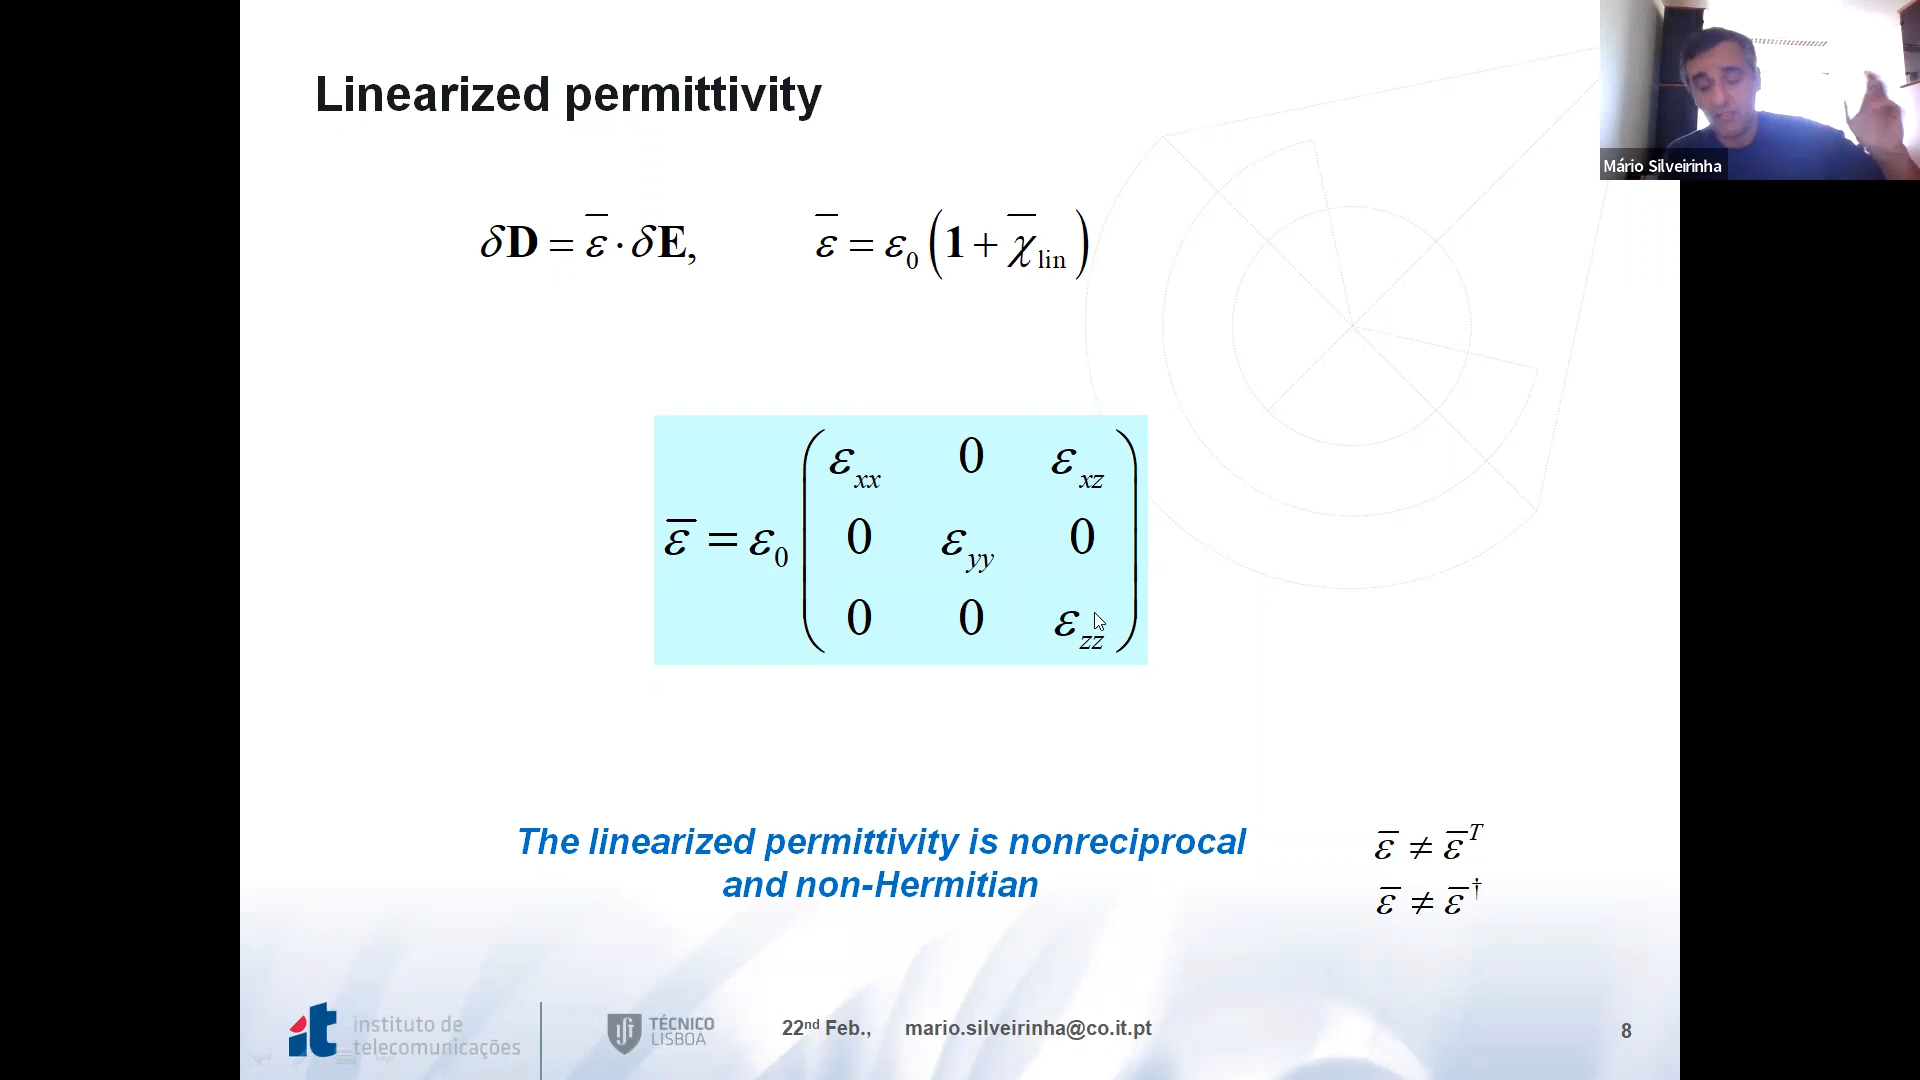 Linearized permittivity
Mário Silveirinha
δD = ε̅ · δE, ε̅ = ε₀ (1 + χ̅ lin)
ε̅ = ε₀ ( εxx 0 εxz
0 εyy 0
0 0 εzz )
The linearized permittivity is nonreciprocal
and non-Hermitian
ε̅ ≠ ε̅ᵀ
ε̅ ≠ ε̅†
instituto de
telecomunicações
it
TÉCNICO
LISBOA
22nd Feb., mario.silveirinha@co.it.pt
8